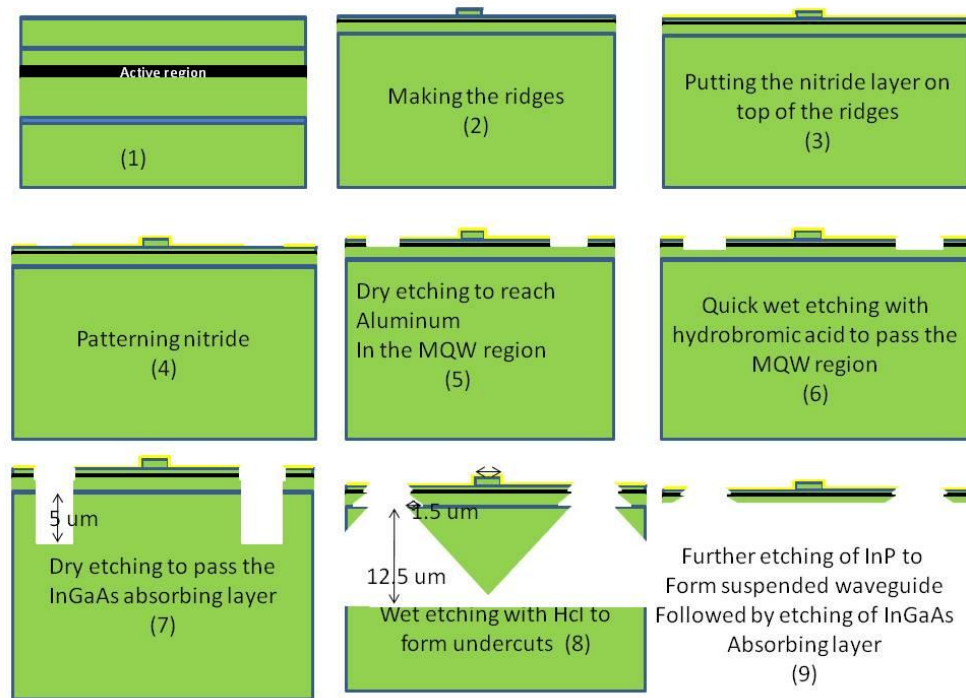 Active region
(1)
Making the ridges
(2)
Putting the nitride layer on
top of the ridges
(3)
Patterning nitride
(4)
Dry etching to reach
Aluminum
In the MQW region
(5)
Quick wet etching with
hydrobromic acid to pass the
MQW region
(6)
5 um
Dry etching to pass the
InGaAs absorbing layer
(7)
1.5 um
12.5 um
Wet etching with Hcl to
form undercuts (8)
Further etching of InP to
Form suspended waveguide
Followed by etching of InGaAs
Absorbing layer
(9)